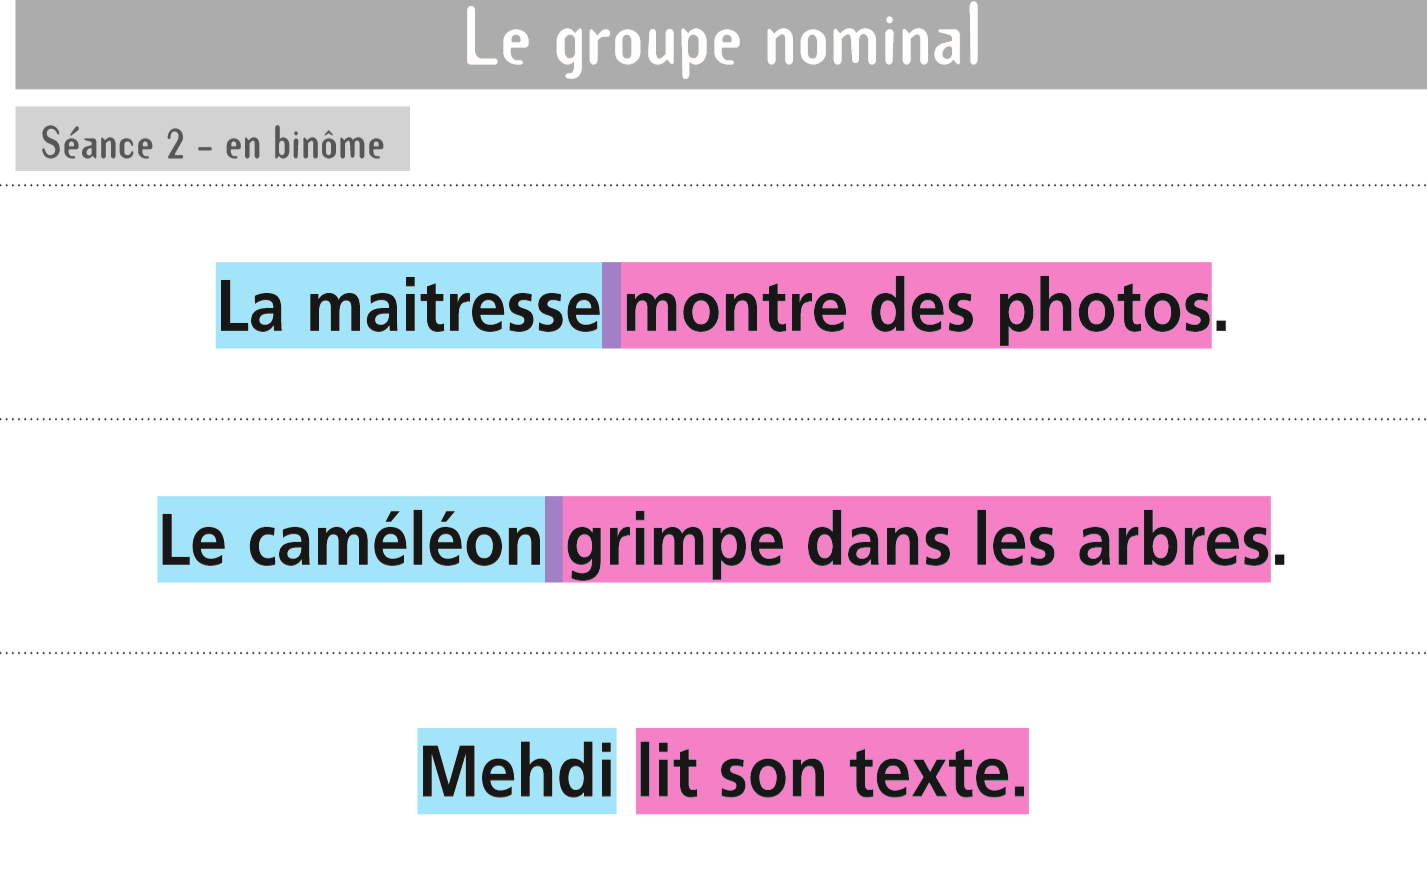 Le groupe nominal
Séance 2 – en binôme
La maitresse montre des photos.
Le caméléon grimpe dans les arbres.
Mehdi lit son texte.